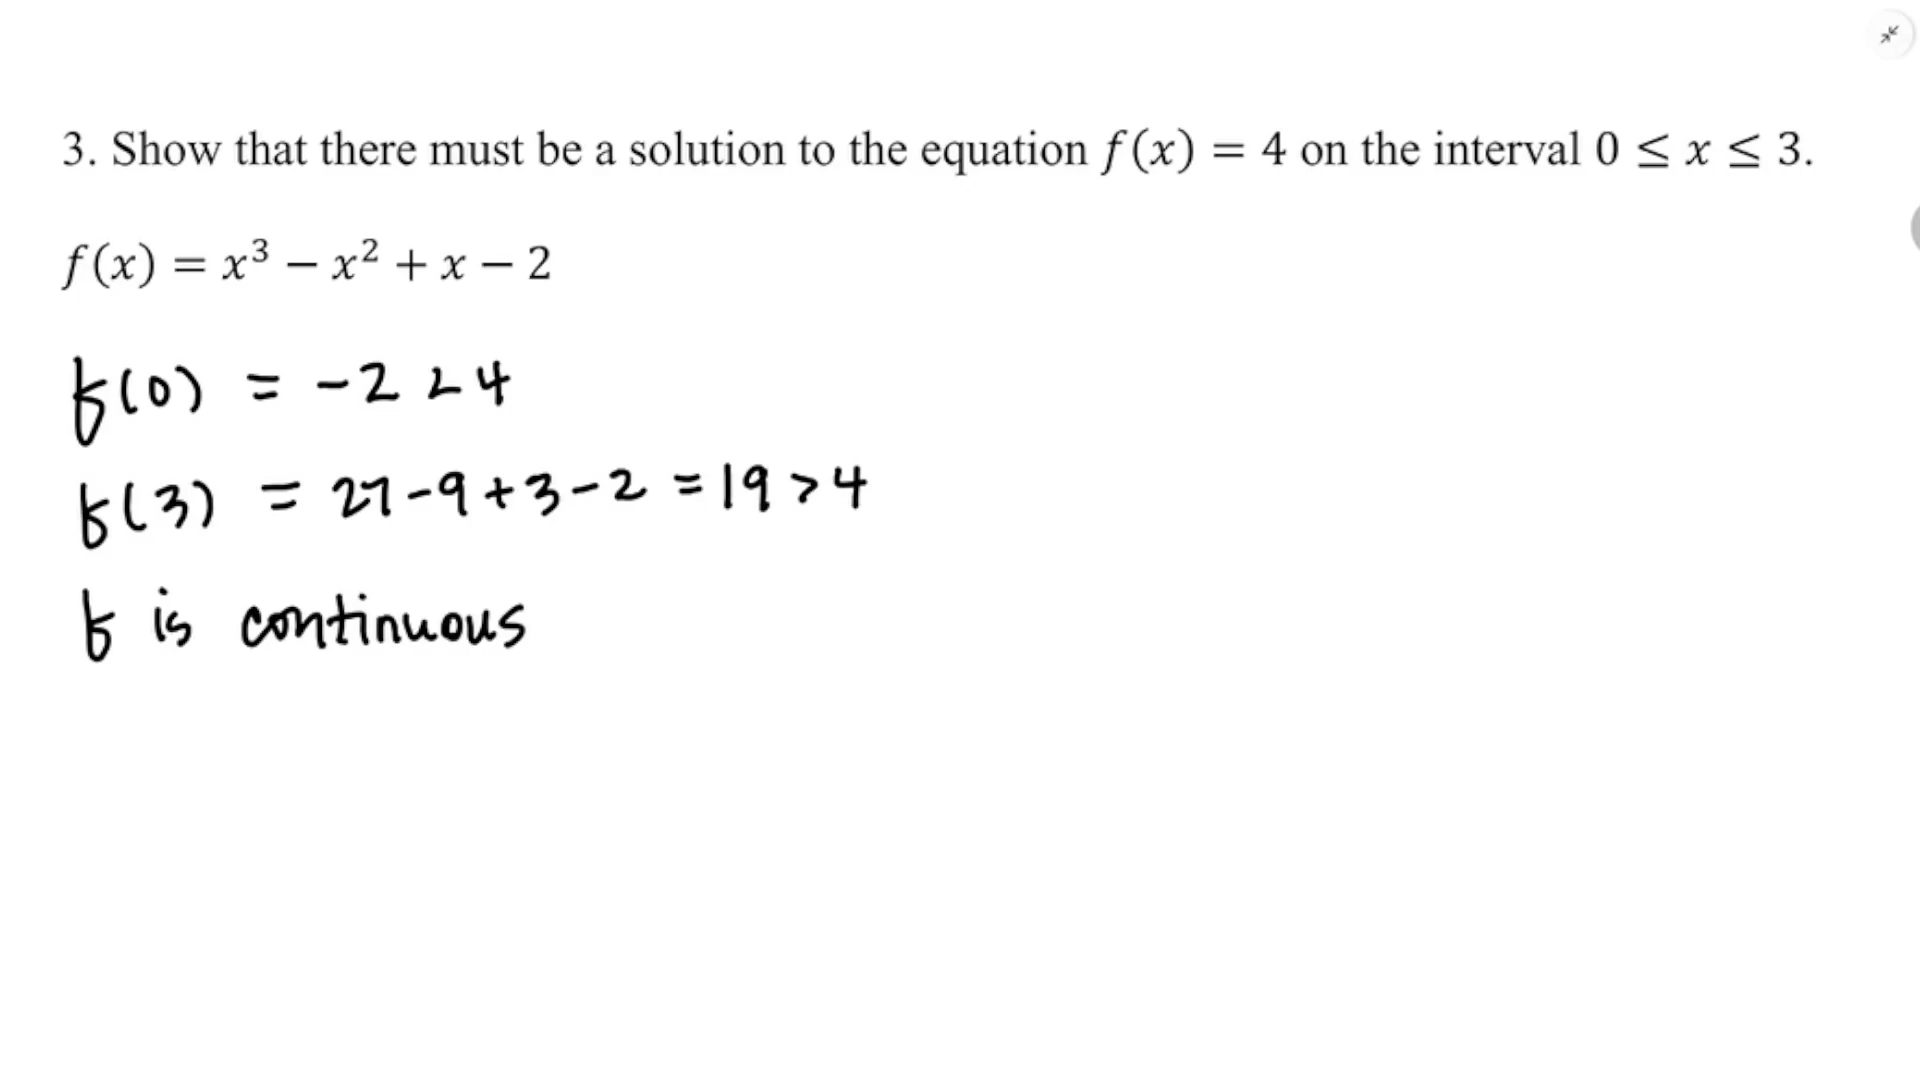 3. Show that there must be a solution to the equation f(x) = 4 on the interval 0 ≤ x ≤ 3.
f(x) = x³ − x² + x − 2
f(0) = -2 < 4
f(3) = 27-9+3-2 = 19 > 4
f is continuous